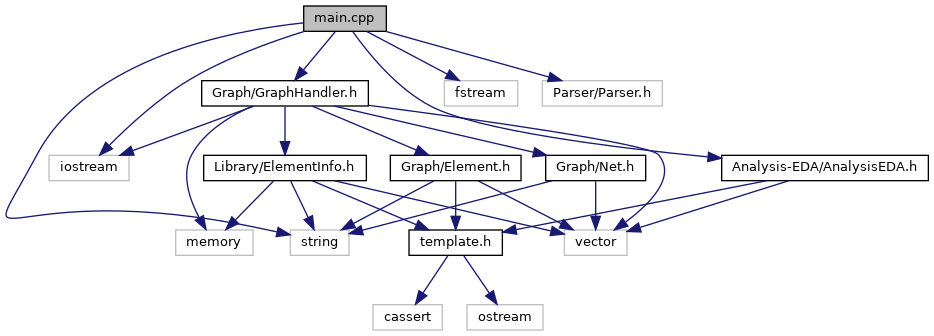 main.cpp
Graph/GraphHandler.h
fstream
Parser/Parser.h
iostream
Library/ElementInfo.h
Graph/Element.h
Graph/Net.h
Analysis-EDA/AnalysisEDA.h
memory
string
template.h
vector
cassert
ostream